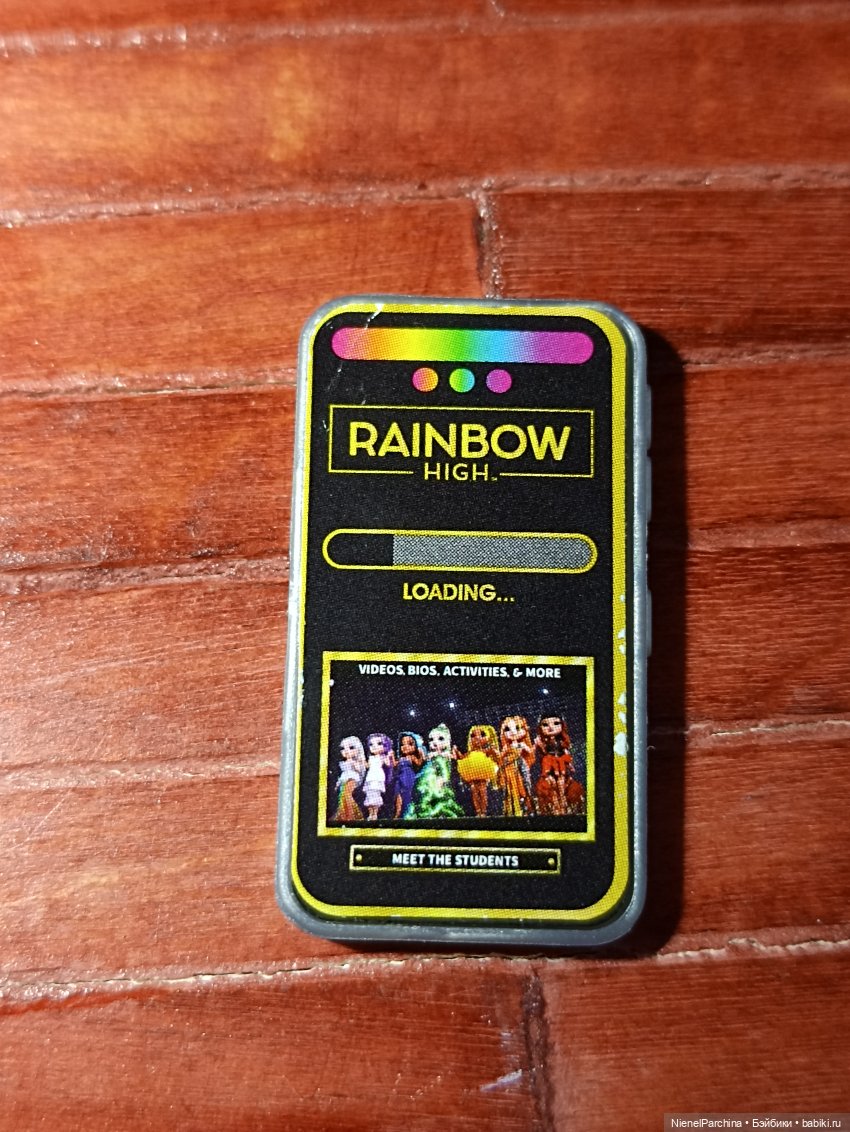 RAINBOW
HIGH
LOADING...
VIDEOS, BIOS, ACTIVITIES, & MORE
MEET THE STUDENTS
NienelParchina • Бэйбики • babiki.ru